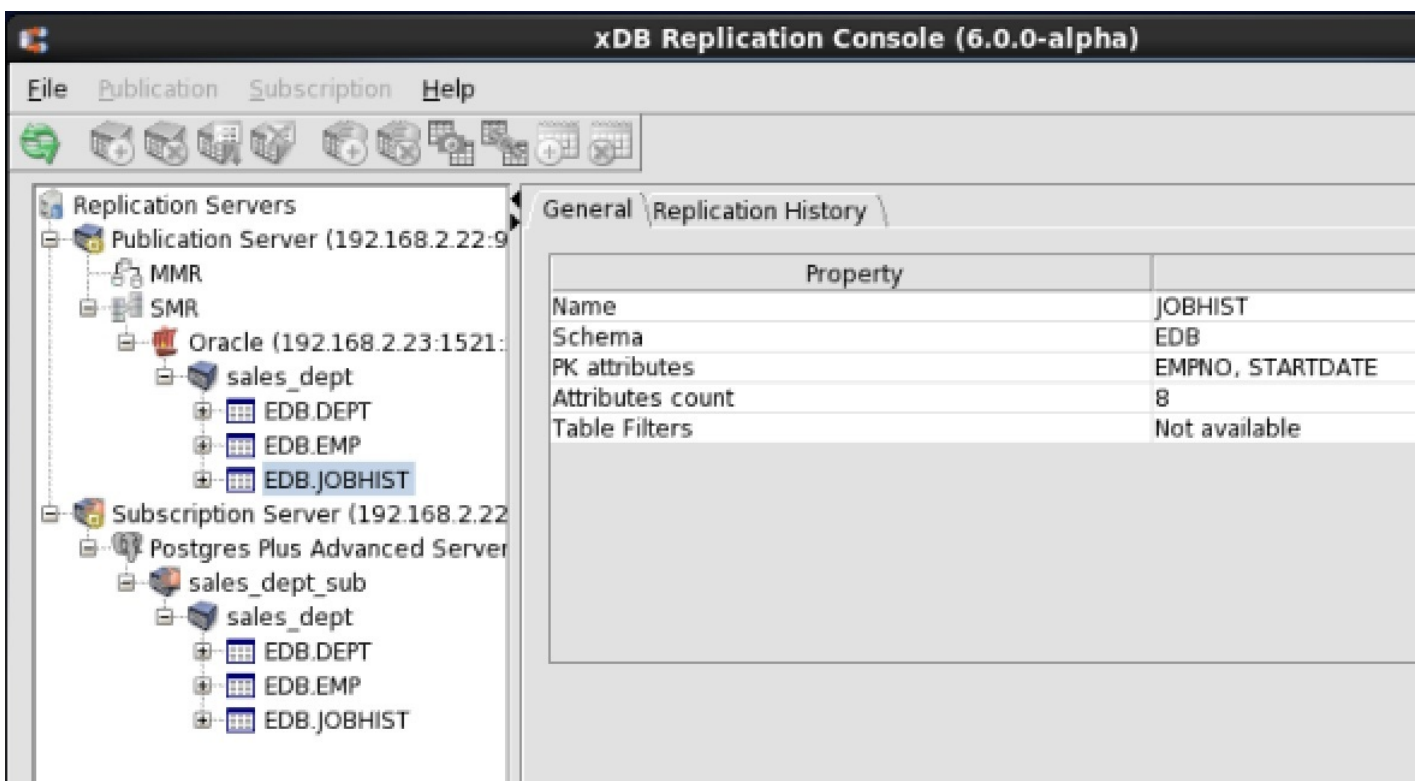 xDB Replication Console (6.0.0-alpha)
File Publication Subscription Help
Replication Servers
Publication Server (192.168.2.22:9
MMR
SMR
Oracle (192.168.2.23:1521:
sales_dept
EDB.DEPT
EDB.EMP
EDB.JOBHIST
Subscription Server (192.168.2.22
Postgres Plus Advanced Server
sales_dept_sub
sales_dept
EDB.DEPT
EDB.EMP
EDB.JOBHIST
General Replication History
Property
Name JOBHIST
Schema EDB
PK attributes EMPNO, STARTDATE
Attributes count 8
Table Filters Not available